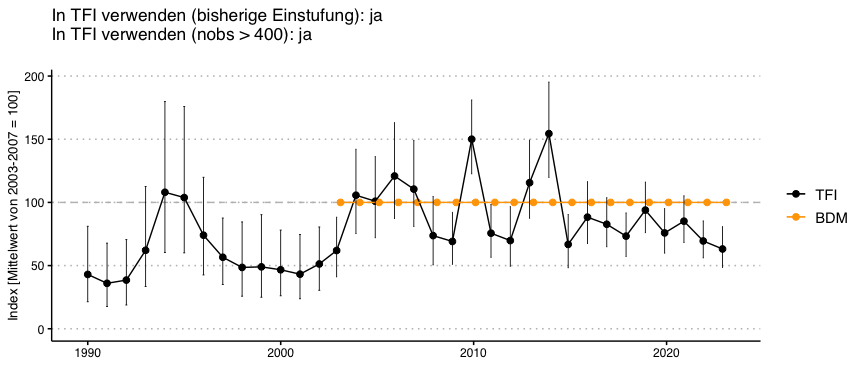 In TFI verwenden (bisherige Einstufung): ja
In TFI verwenden (nobs > 400): ja
Index [Mittelwert von 2003-2007 = 100]
200
150
100
50
0
1990
2000
2010
2020
TFI
BDM